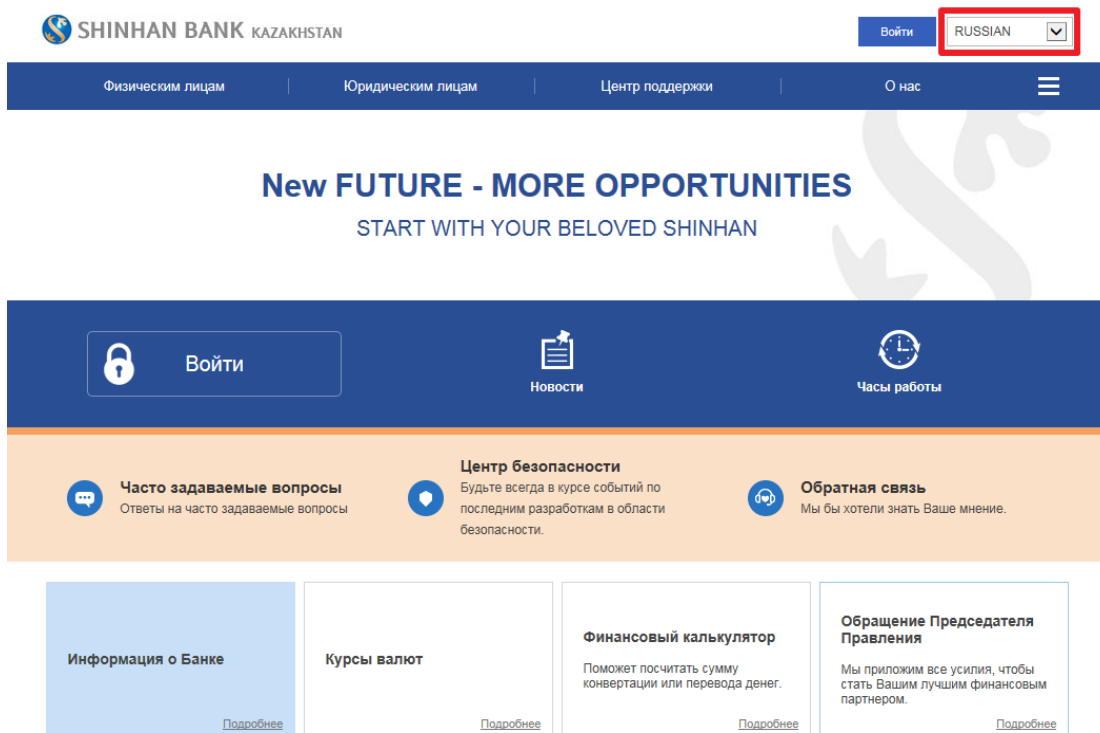 SHINHAN BANK KAZAKHSTAN
Войти
RUSSIAN
Физическим лицам
Юридическим лицам
Центр поддержки
О нас
New FUTURE - MORE OPPORTUNITIES
START WITH YOUR BELOVED SHINHAN
Войти
Новости
Часы работы
Часто задаваемые вопросы
Ответы на часто задаваемые вопросы
Центр безопасности
Будьте всегда в курсе событий по
последним разработкам в области
безопасности.
Обратная связь
Мы бы хотели знать Ваше мнение.
Информация о Банке
Подробнее
Курсы валют
Подробнее
Финансовый калькулятор
Поможет посчитать сумму
конвертации или перевода денег.
Подробнее
Обращение Председателя
Правления
Мы приложим все усилия, чтобы
стать Вашим лучшим финансовым
партнером.
Подробнее